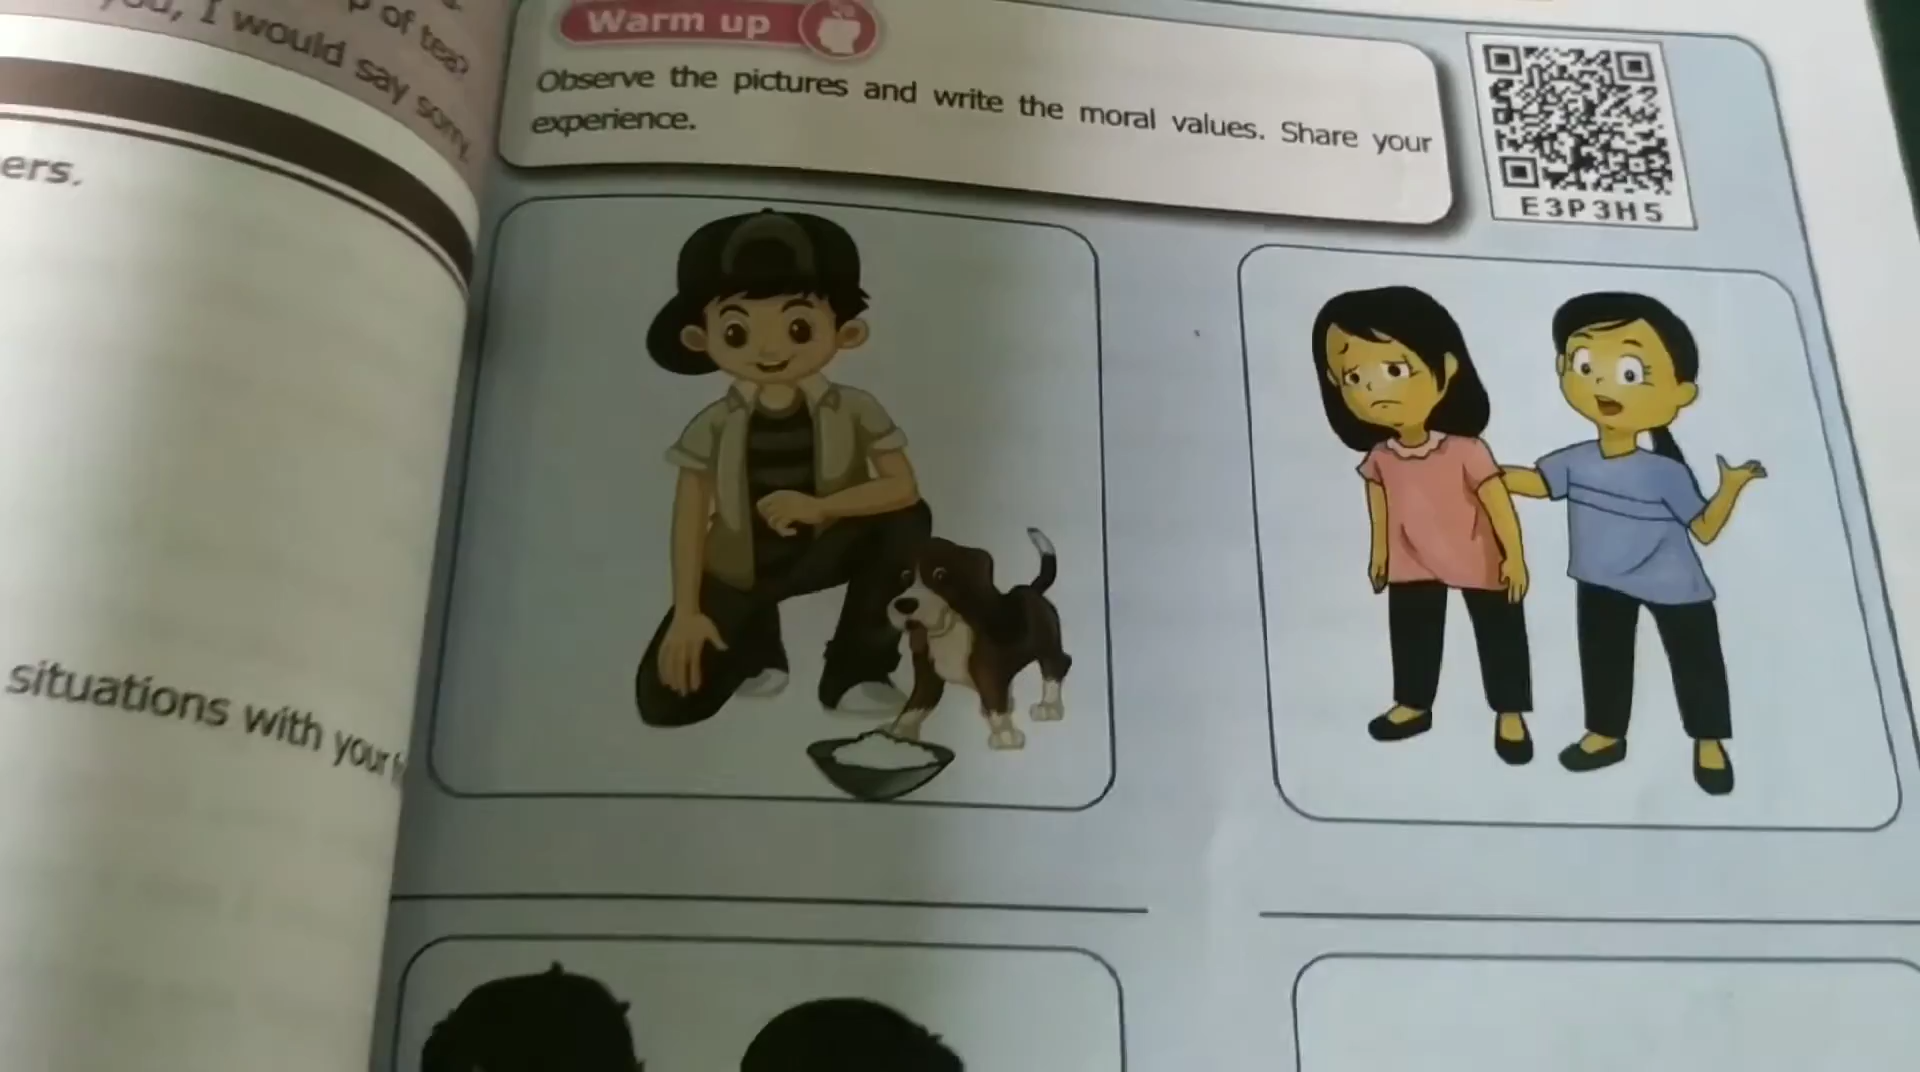 of tea?
I would say sorry.
ers.
situations with your
Warm up
Observe the pictures and write the moral values. Share your
experience.
E3P3H5